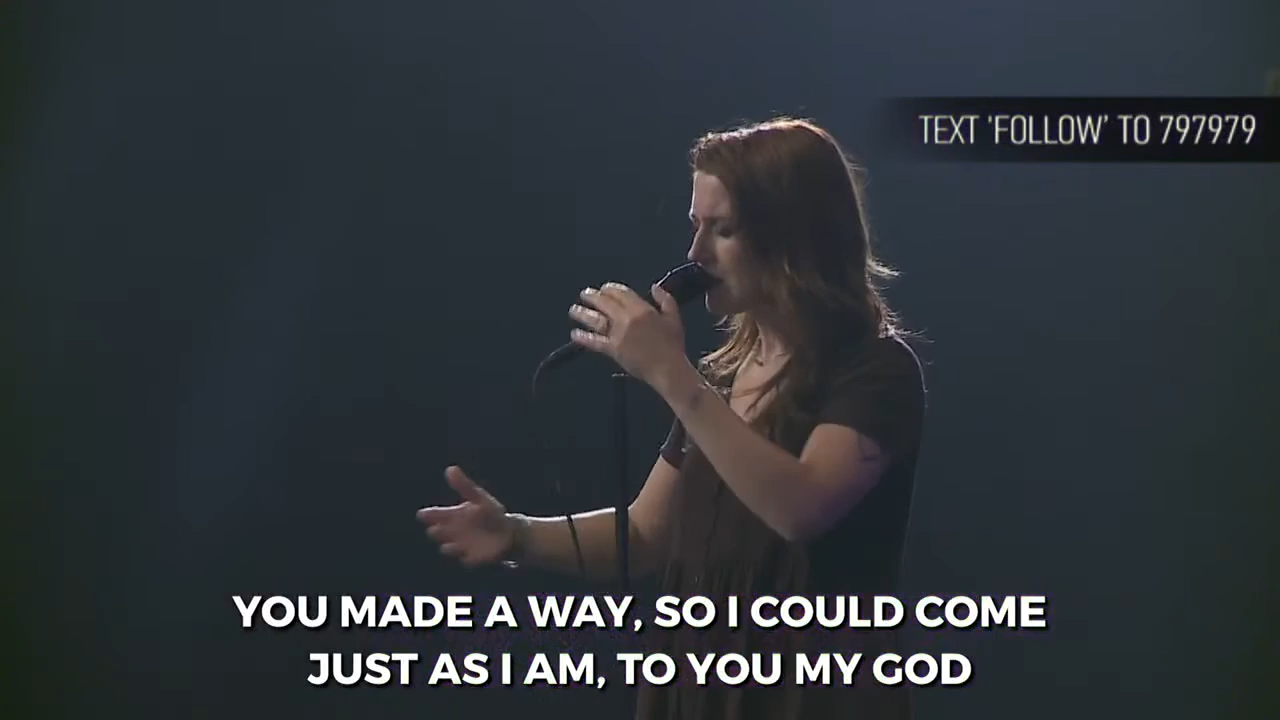 TEXT 'FOLLOW' TO 797979
YOU MADE A WAY, SO I COULD COME
JUST AS I AM, TO YOU MY GOD